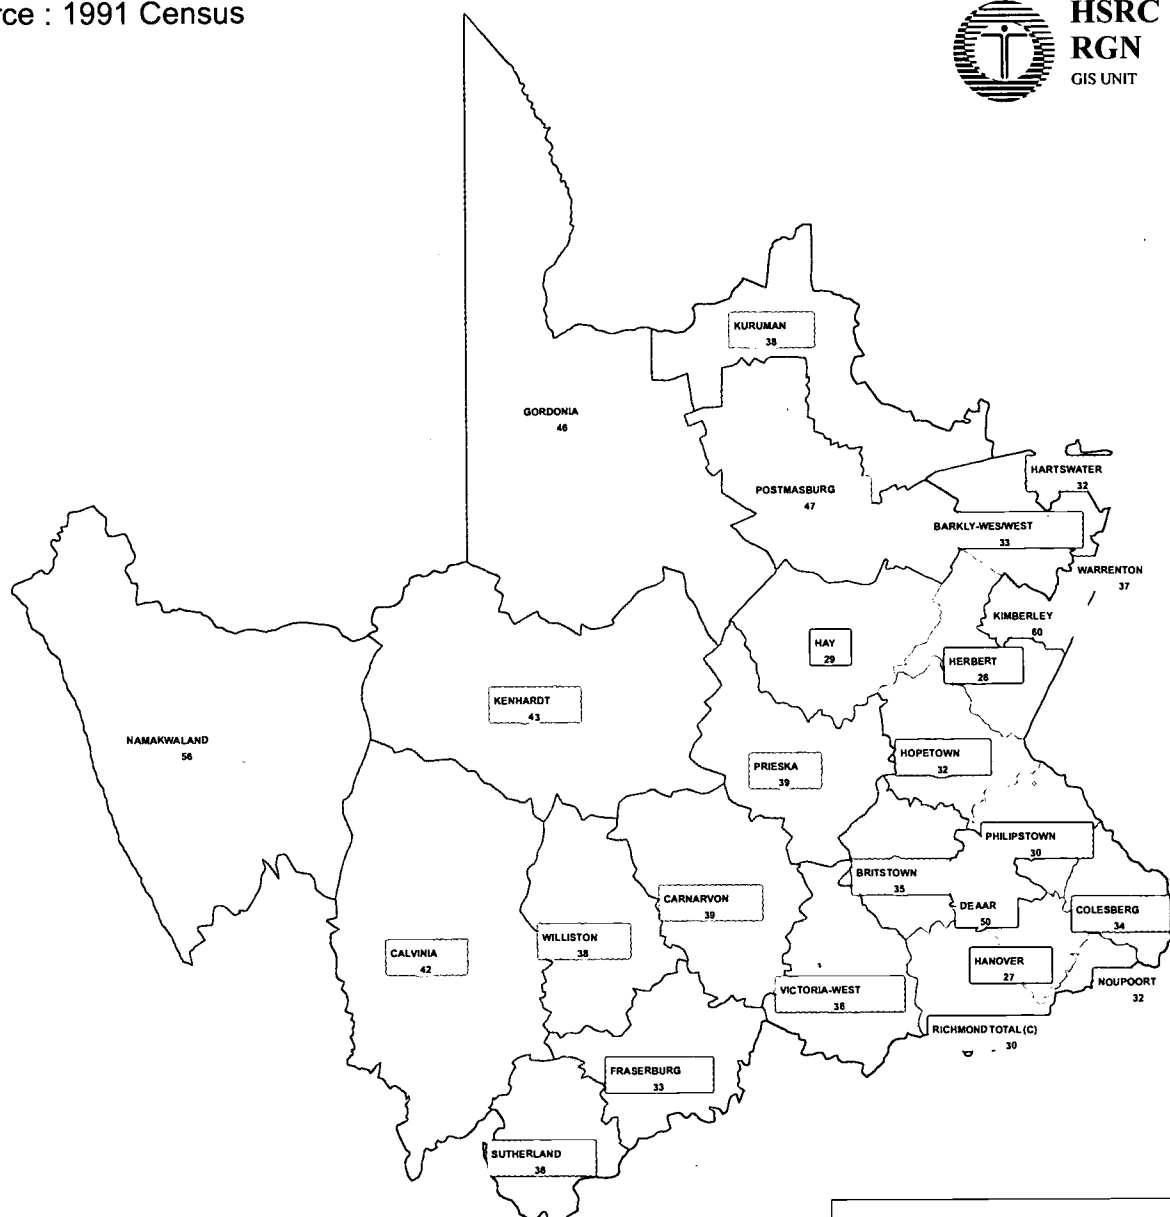 rce : 1991 Census
HSRC
RGN
GIS UNIT
KURUMAN
38
GORDONIA
46
HARTSWATER
32
POSTMASBURG
47
BARKLY-WES/WEST
33
WARRENTON
37
KIMBERLEY
60
HAY
29
HERBERT
26
KENHARDT
43
NAMAKWALAND
56
HOPETOWN
32
PRIESKA
39
PHILIPSTOWN
30
BRITSTOWN
35
CARNARVON
39
DE AAR
50
COLESBERG
34
WILLISTON
38
CALVINIA
42
HANOVER
27
NOUPOORT
32
VICTORIA-WEST
36
RICHMOND TOTAL (C)
30
FRASERBURG
33
SUTHERLAND
36